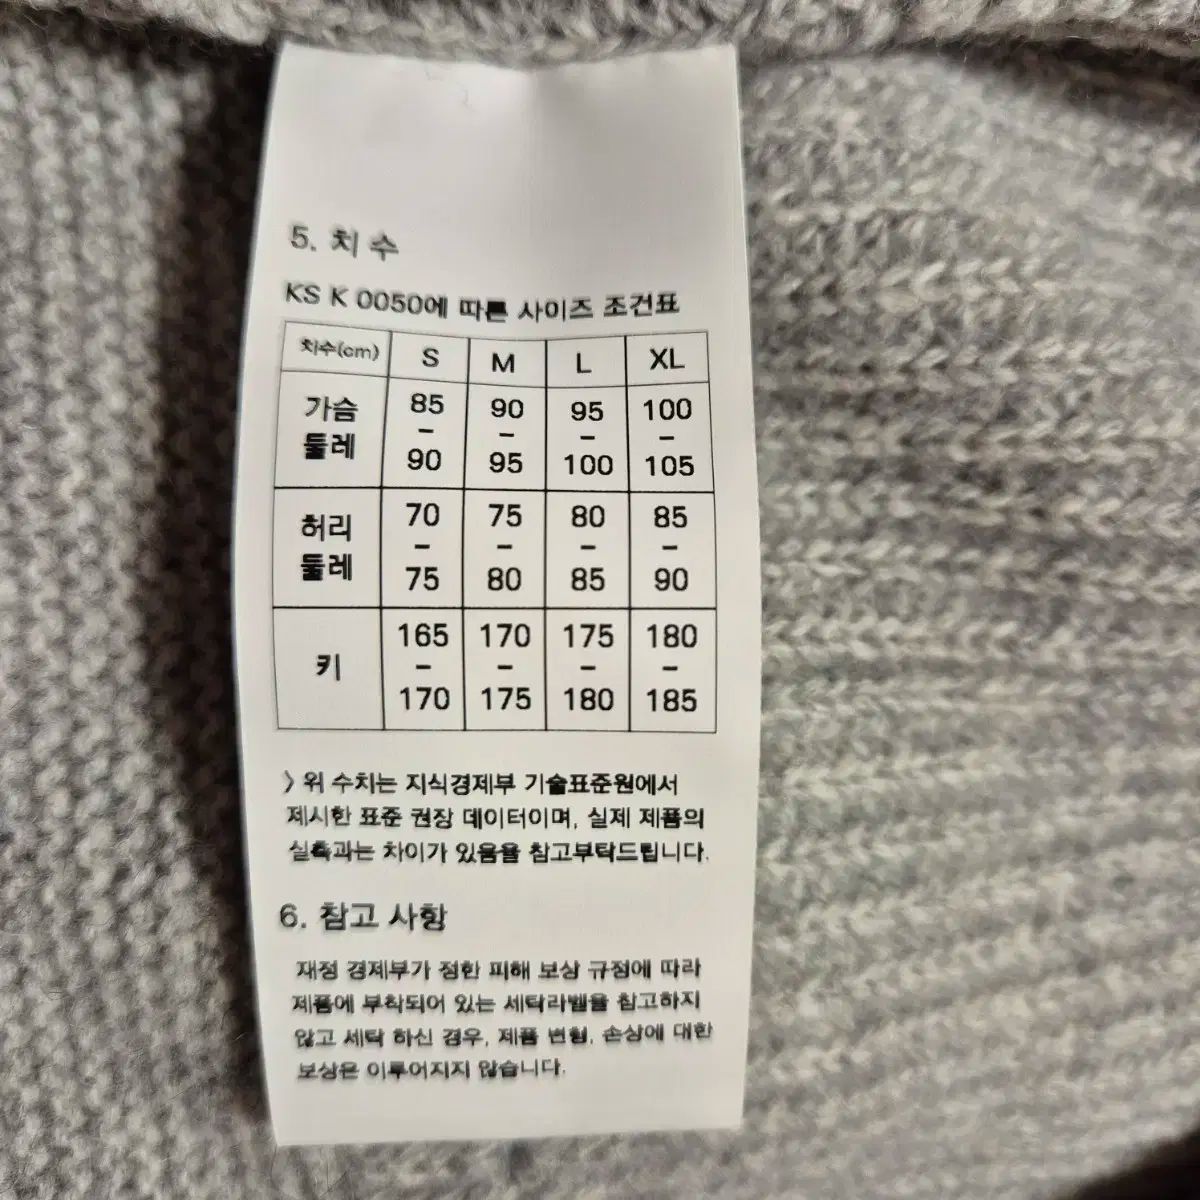 5. 치 수
KS K 0050에 따른 사이즈 조건표
치수(cm) S M L XL
가슴 둘레 85 - 90 90 - 95 95 - 100 100 - 105
허리 둘레 70 - 75 75 - 80 80 - 85 85 - 90
키 165 - 170 170 - 175 175 - 180 180 - 185
〉위 수치는 지식경제부 기술표준원에서
제시한 표준 권장 데이터이며, 실제 제품의
실측과는 차이가 있음을 참고부탁드립니다.
6. 참고 사항
재정 경제부가 정한 피해 보상 규정에 따라
제품에 부착되어 있는 세탁라벨을 참고하지
않고 세탁 하신 경우, 제품 변형, 손상에 대한
보상은 이루어지지 않습니다.